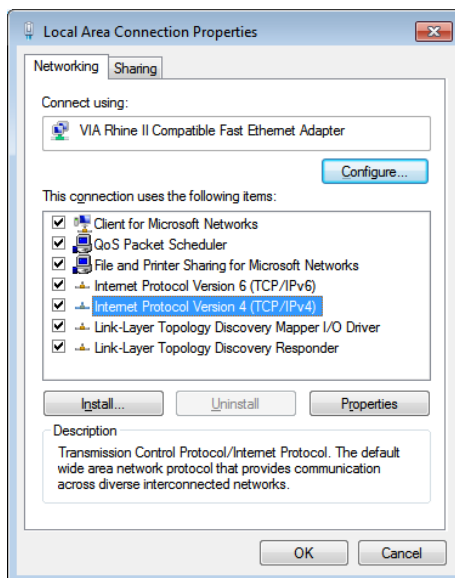 Local Area Connection Properties
Networking
Sharing
Connect using:
VIA Rhine II Compatible Fast Ethernet Adapter
Configure...
This connection uses the following items:
Client for Microsoft Networks
QoS Packet Scheduler
File and Printer Sharing for Microsoft Networks
Internet Protocol Version 6 (TCP/IPv6)
Internet Protocol Version 4 (TCP/IPv4)
Link-Layer Topology Discovery Mapper I/O Driver
Link-Layer Topology Discovery Responder
Install...
Uninstall
Properties
Description
Transmission Control Protocol/Internet Protocol. The default
wide area network protocol that provides communication
across diverse interconnected networks.
OK
Cancel